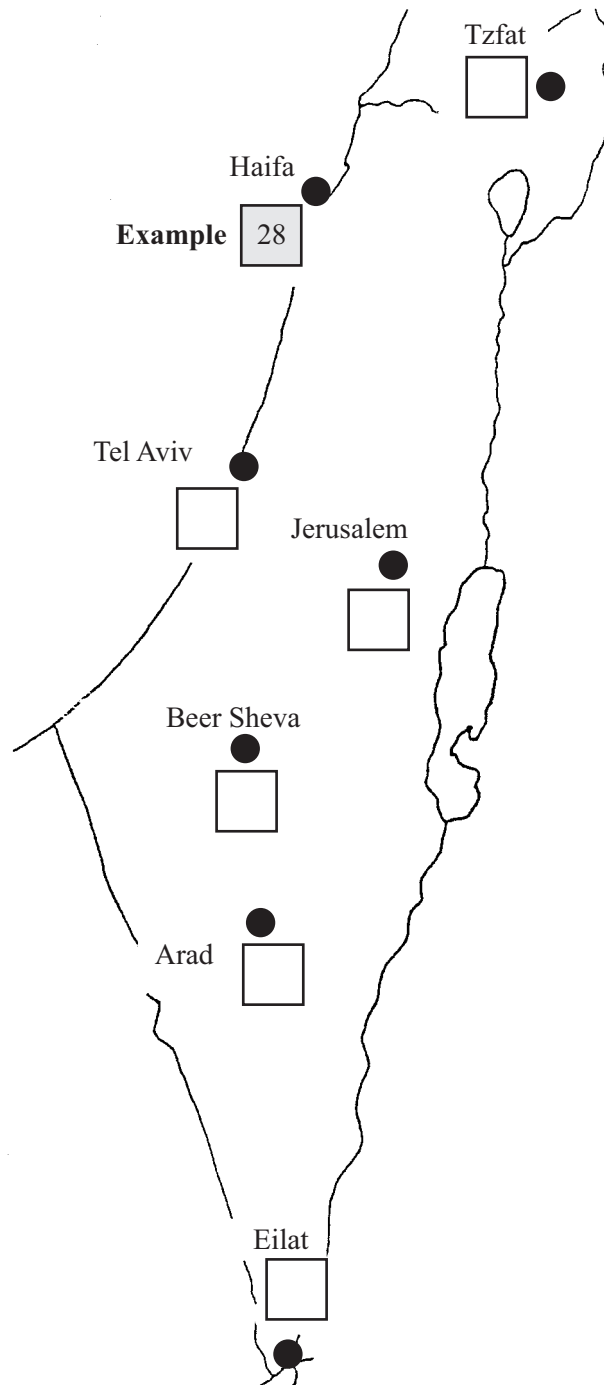 Tzfat
Haifa
Example 28
Tel Aviv
Jerusalem
Beer Sheva
Arad
Eilat